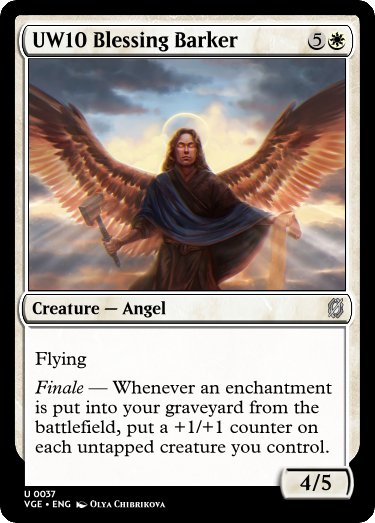 UW10 Blessing Barker 5
Creature — Angel
Flying
Finale — Whenever an enchantment
is put into your graveyard from the
battlefield, put a +1/+1 counter on
each untapped creature you control.
4/5
U 0037
VGE • ENG Olya Chibrikova